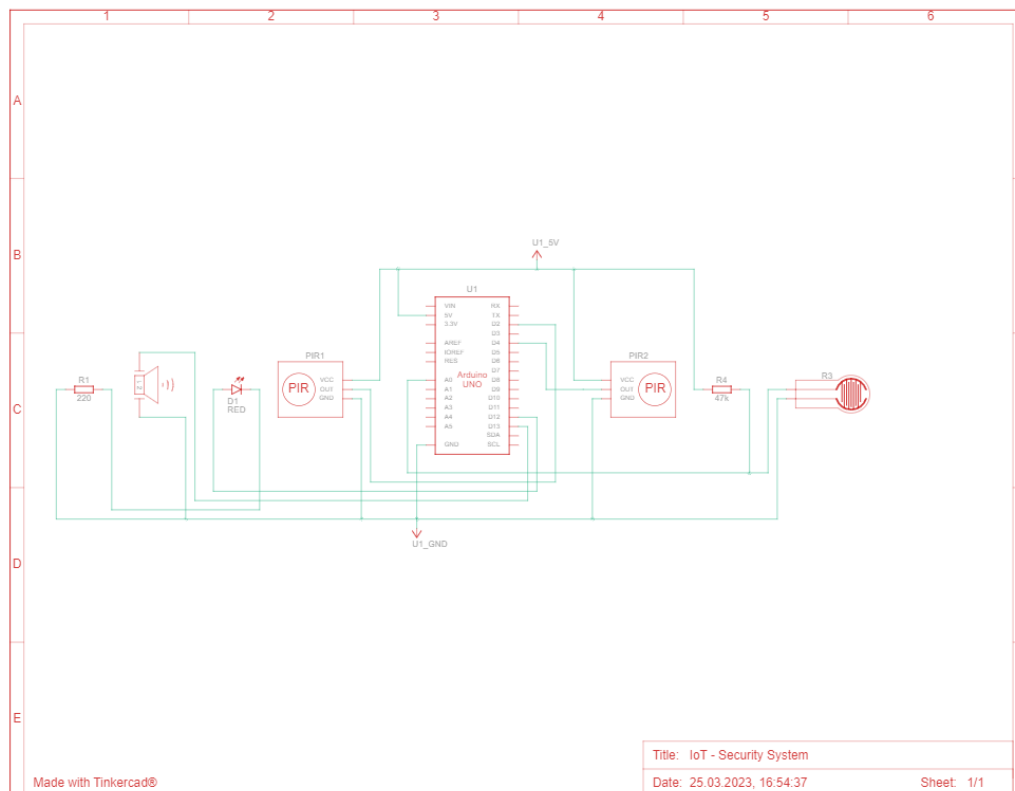 1 2 3 4 5 6
A
B
C
D
E
U1_5V
U1
VIN RX
5V TX
3.3V D2
D3
AREF D4
IOREF D5
RES D6
D7
A0 D8
A1 D9
A2 D10
A3 D11
A4 D12
A5 D13
SDA
GND SCL
Arduino
UNO
PIR1
PIR
VCC
OUT
GND
PIR2
PIR
VCC
OUT
GND
R1
220
D1
RED
R4
47k
R3
U1_GND
Title: IoT - Security System
Made with Tinkercad®
Date: 25.03.2023, 16:54:37
Sheet: 1/1